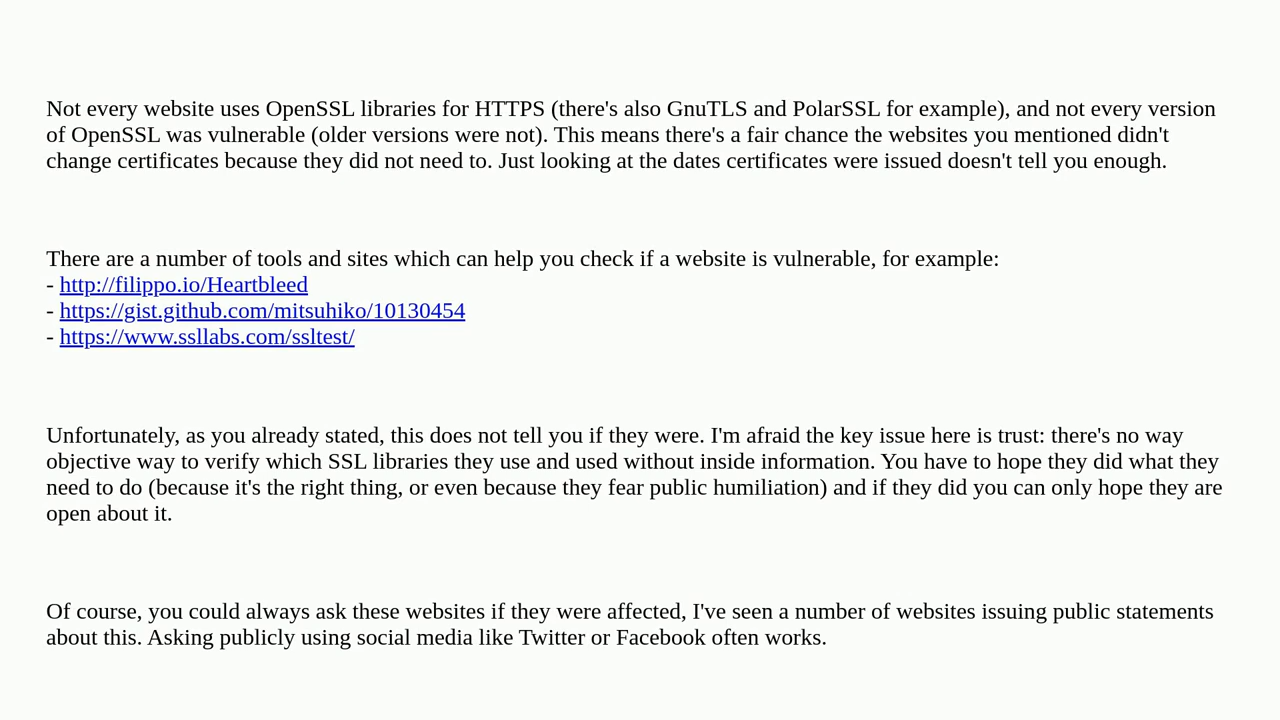 Not every website uses OpenSSL libraries for HTTPS (there's also GnuTLS and PolarSSL for example), and not every version
of OpenSSL was vulnerable (older versions were not). This means there's a fair chance the websites you mentioned didn't
change certificates because they did not need to. Just looking at the dates certificates were issued doesn't tell you enough.
There are a number of tools and sites which can help you check if a website is vulnerable, for example:
- http://filippo.io/Heartbleed
- https://gist.github.com/mitsuhiko/10130454
- https://www.ssllabs.com/ssltest/
Unfortunately, as you already stated, this does not tell you if they were. I'm afraid the key issue here is trust: there's no way
objective way to verify which SSL libraries they use and used without inside information. You have to hope they did what they
need to do (because it's the right thing, or even because they fear public humiliation) and if they did you can only hope they are
open about it.
Of course, you could always ask these websites if they were affected, I've seen a number of websites issuing public statements
about this. Asking publicly using social media like Twitter or Facebook often works.